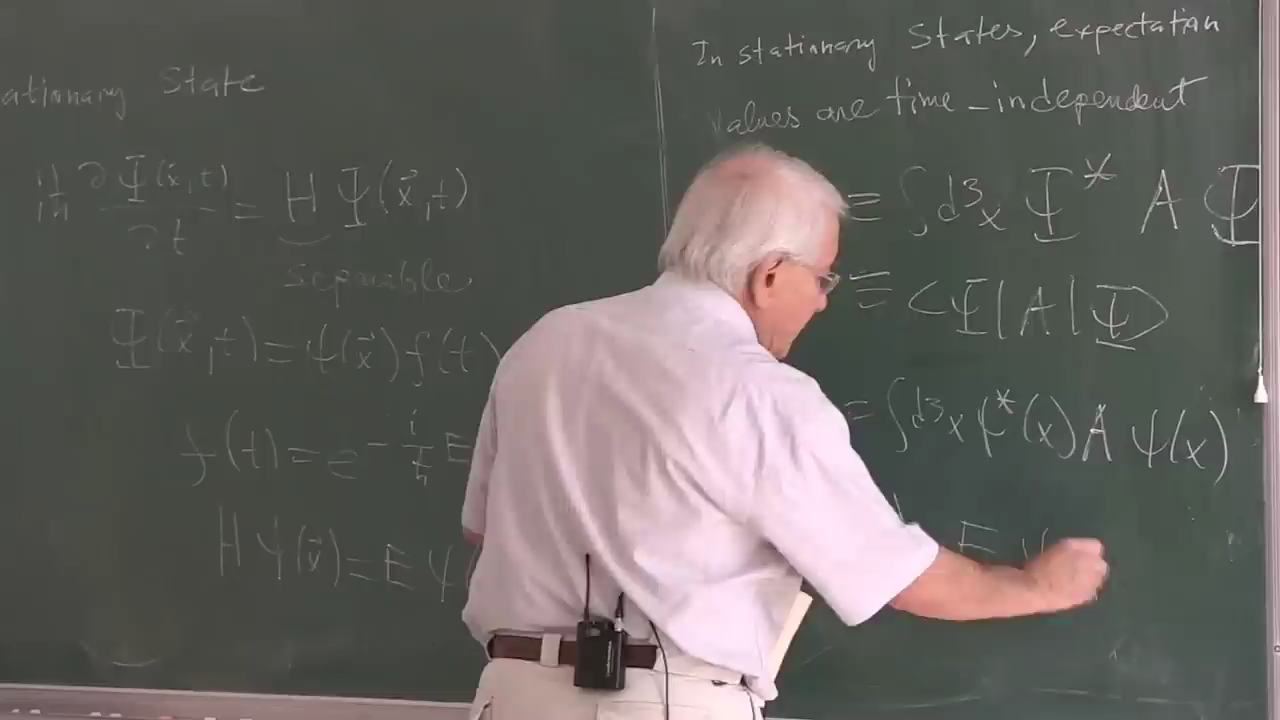 ationary State
iħ ∂Ψ(x⃗,t)/∂t = H Ψ(x⃗,t)
separable
Ψ(x⃗,t) = ψ(x⃗) f(t)
f(t) = e^{-i/ħ E
H ψ(x⃗) = E ψ(
In stationary States, expectation
values are time-independent
≡ ∫d³x Ψ* A Ψ
≡ <Ψ|A|Ψ>
= ∫d³x ψ*(x) A ψ(x)
E ψ